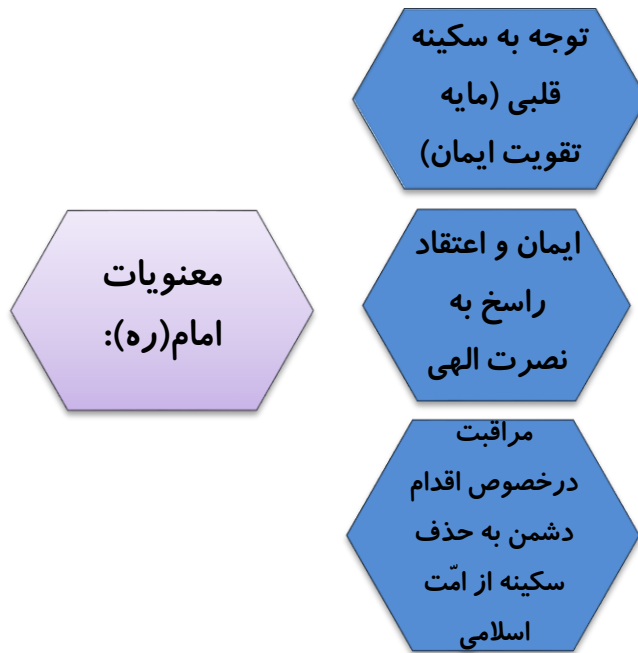 معنویات
امام(ره):
توجه به سکینه
قلبی (مایه
تقویت ایمان)
ایمان و اعتقاد
راسخ به
نصرت الهی
مراقبت
درخصوص اقدام
دشمن به حذف
سکینه از امّت
اسلامی